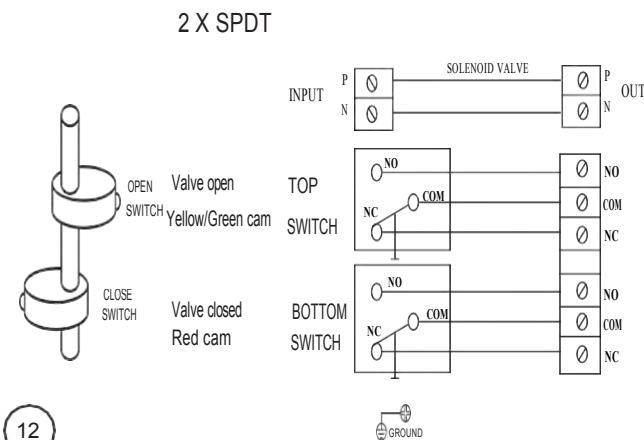 2 X SPDT
SOLENOID VALVE
INPUT
P
N
P
N
OUT
OPEN
SWITCH
Valve open
Yellow/Green cam
TOP
SWITCH
NO
COM
NC
NO
COM
NC
CLOSE
SWITCH
Valve closed
Red cam
BOTTOM
SWITCH
NO
COM
NC
NO
COM
NC
12
GROUND